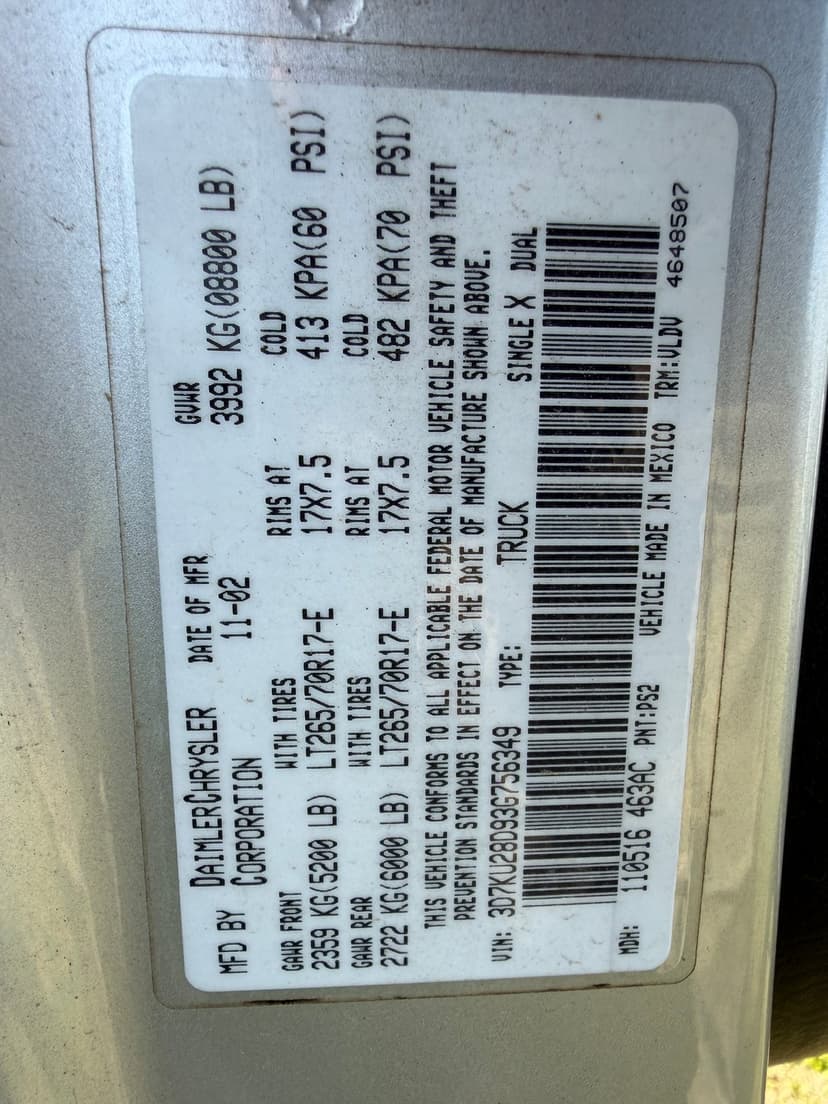 MFD BY DAIMLERCHRYSLER CORPORATION
DATE OF MFR 11-02
GVWR 3992 KG(08800 LB)
GAWR FRONT WITH TIRES RIMS AT COLD
2359 KG(5200 LB) LT265/70R17-E 17X7.5 413 KPA(60 PSI)
GAWR REAR WITH TIRES RIMS AT COLD
2722 KG(6000 LB) LT265/70R17-E 17X7.5 482 KPA(70 PSI)
THIS VEHICLE CONFORMS TO ALL APPLICABLE FEDERAL MOTOR VEHICLE SAFETY AND THEFT
PREVENTION STANDARDS IN EFFECT ON THE DATE OF MANUFACTURE SHOWN ABOVE.
VIN: 3D7KU28D93G756349 TYPE: TRUCK SINGLE X DUAL
MDH: 110516 463AC PNT:PS2 VEHICLE MADE IN MEXICO TRM:VLDV 4648507